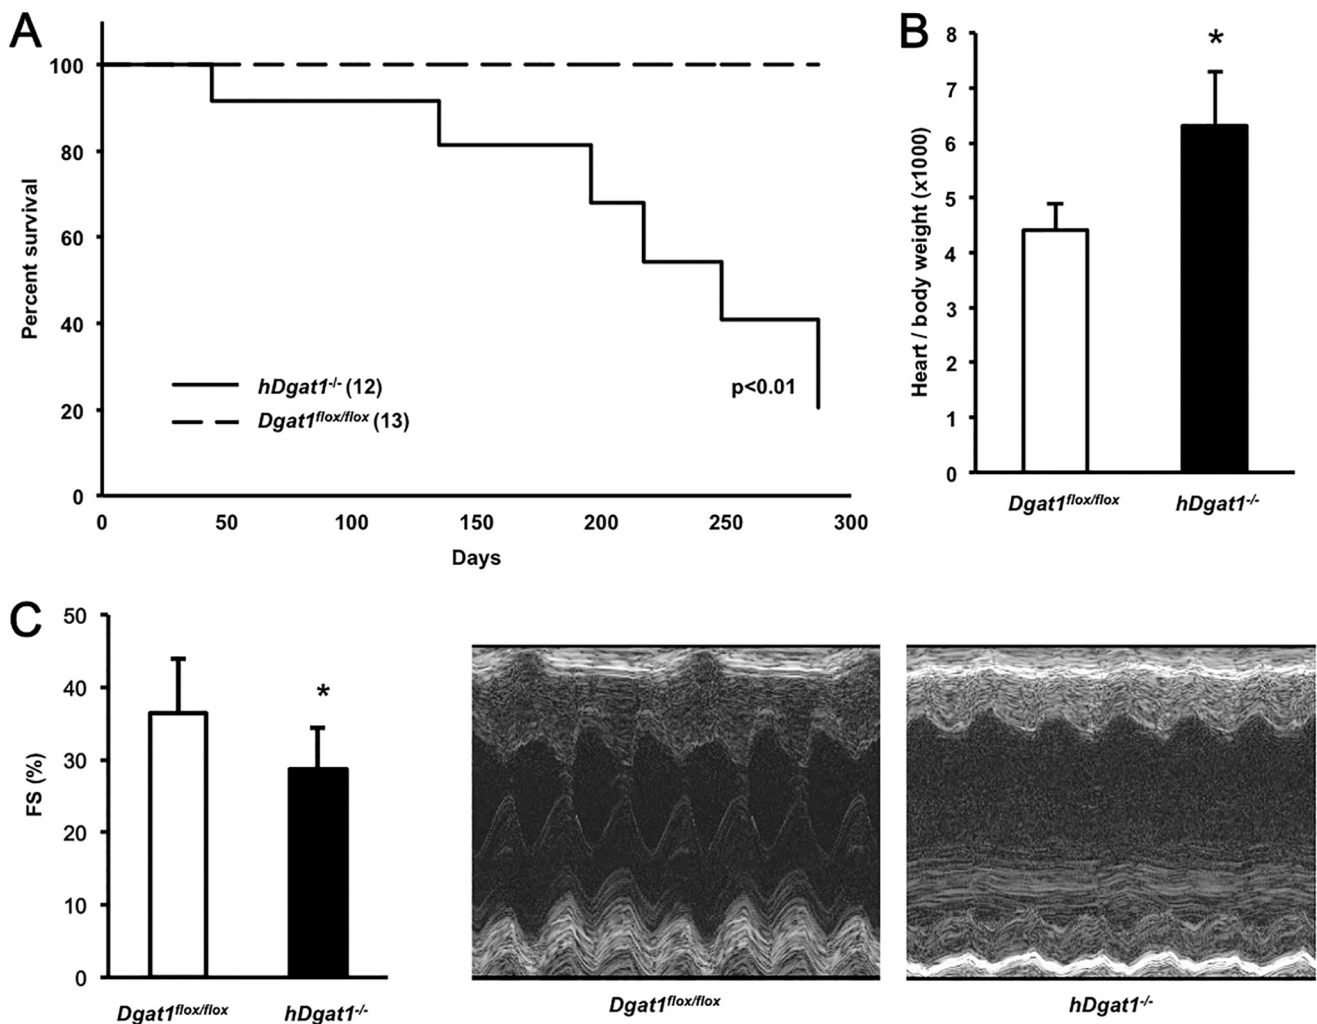 A
100
80
60
40
20
0
Percent survival
hDgat1-/- (12)
Dgat1flox/flox (13)
p<0.01
0 50 100 150 200 250 300
Days
B
8
7
6
5
4
3
2
1
0
Heart / body weight (x1000)
*
Dgat1flox/flox hDgat1-/-
C
50
40
30
20
10
0
FS (%)
*
Dgat1flox/flox hDgat1-/-
Dgat1flox/flox
hDgat1-/-